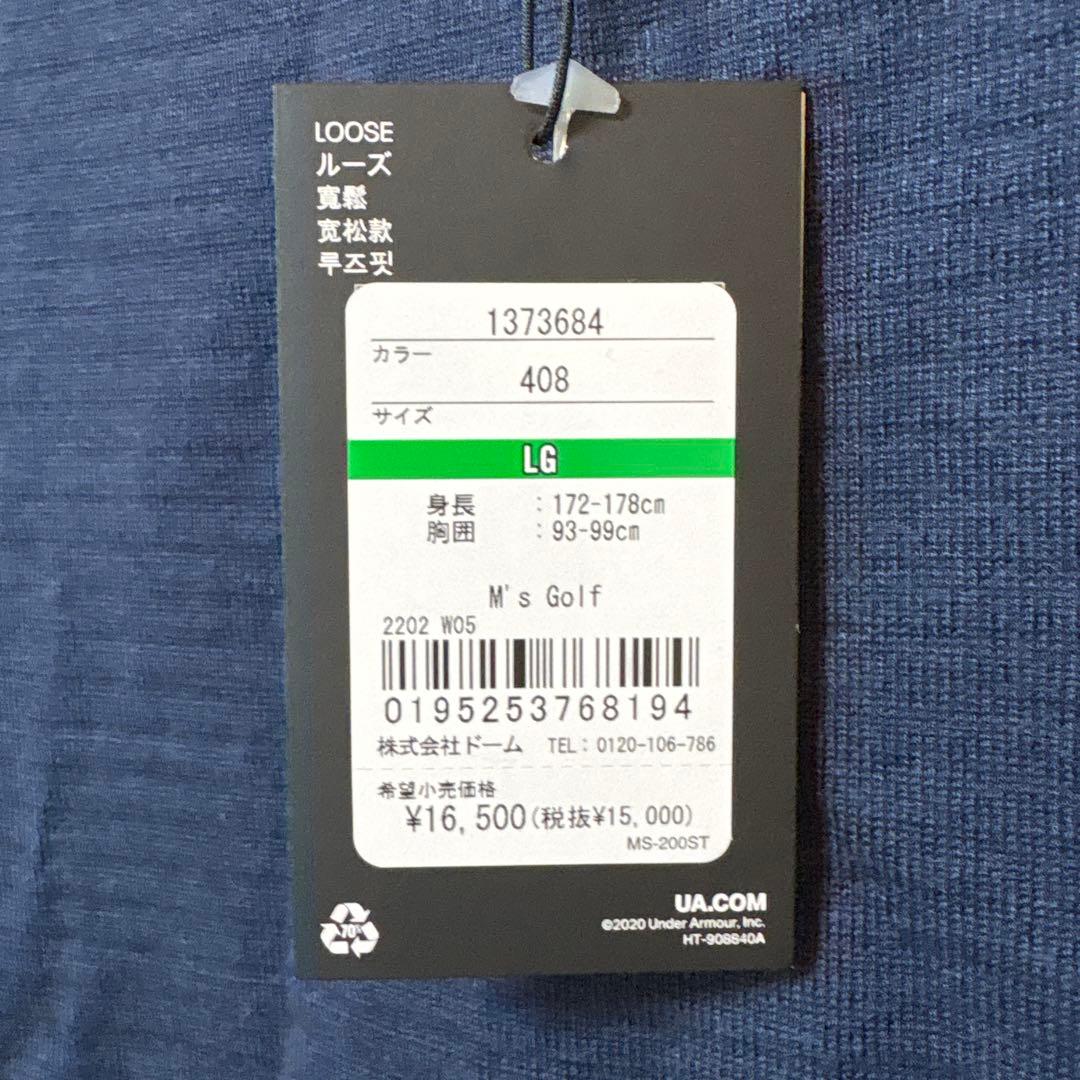 LOOSE
ルーズ
寬鬆
宽松款
루즈핏
1373684
カラー
408
サイズ
LG
身長 : 172-178cm
胸囲 : 93-99cm
M's Golf
2202 W05
0195253768194
株式会社ドーム TEL: 0120-106-786
希望小売価格
¥16,500(税抜¥15,000)
MS-200ST
70%
UA.COM
©2020 Under Armour, Inc.
HT-908840A